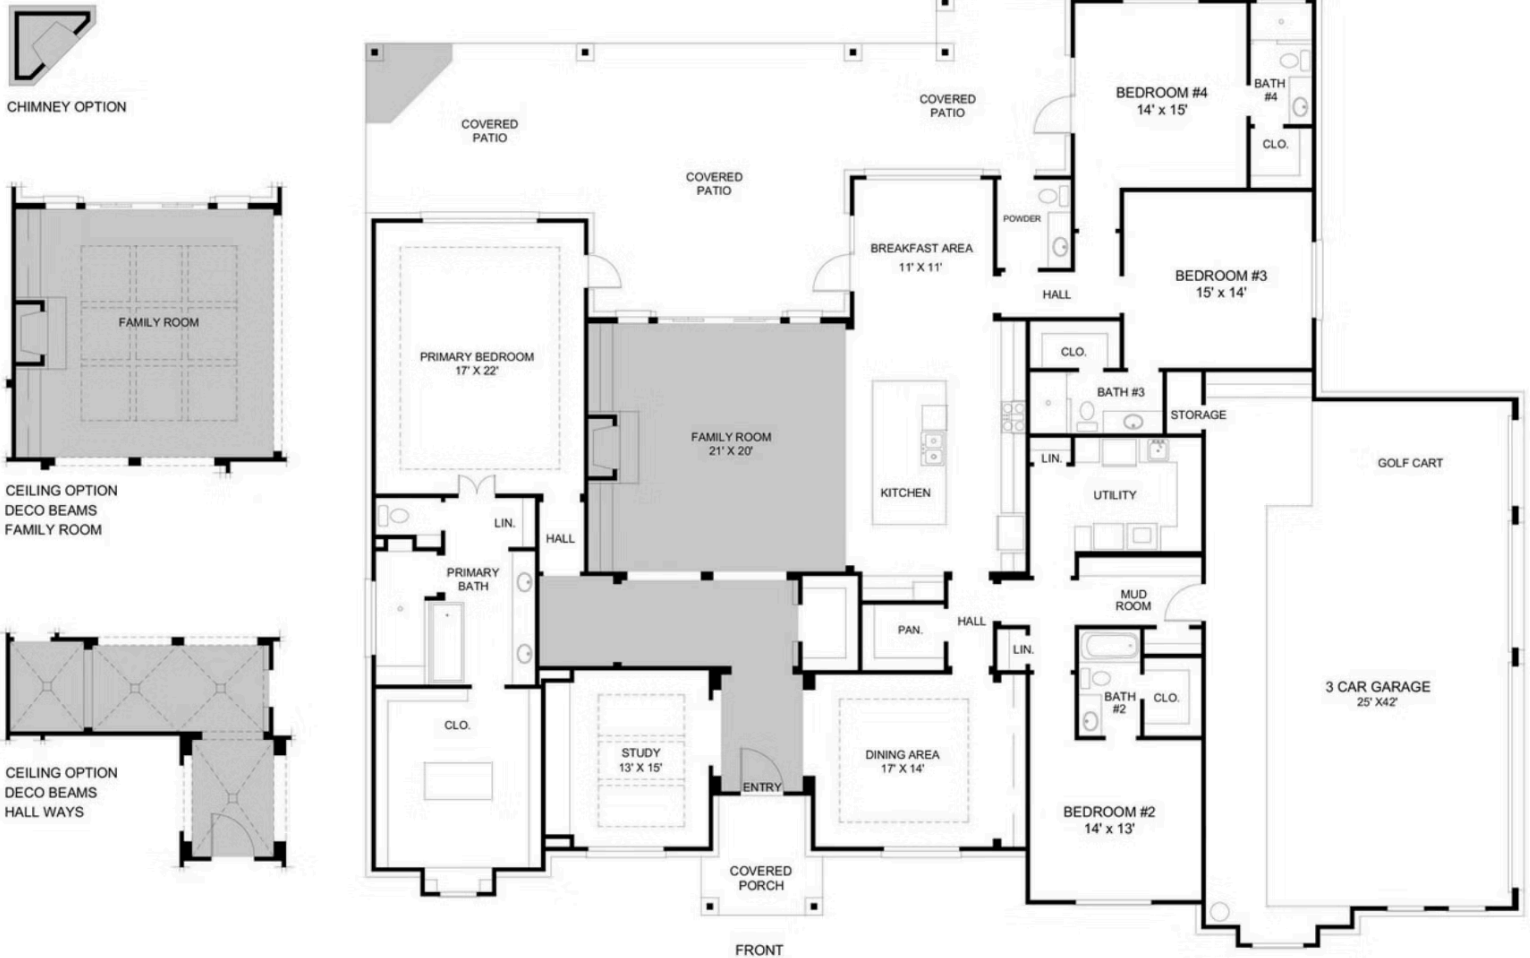 CHIMNEY OPTION
FAMILY ROOM
CEILING OPTION
DECO BEAMS
FAMILY ROOM
CEILING OPTION
DECO BEAMS
HALL WAYS
COVERED
PATIO
COVERED
PATIO
COVERED
PATIO
BEDROOM #4
14' x 15'
BATH
#4
CLO.
POWDER
BREAKFAST AREA
11' X 11'
HALL
BEDROOM #3
15' x 14'
PRIMARY BEDROOM
17' X 22'
CLO.
BATH #3
STORAGE
FAMILY ROOM
21' X 20'
KITCHEN
LIN.
UTILITY
GOLF CART
LIN.
HALL
PRIMARY
BATH
MUD
ROOM
PAN.
HALL
LIN.
BATH
#2
CLO.
3 CAR GARAGE
25' X42'
CLO.
STUDY
13' X 15'
ENTRY
DINING AREA
17' X 14'
BEDROOM #2
14' x 13'
COVERED
PORCH
FRONT